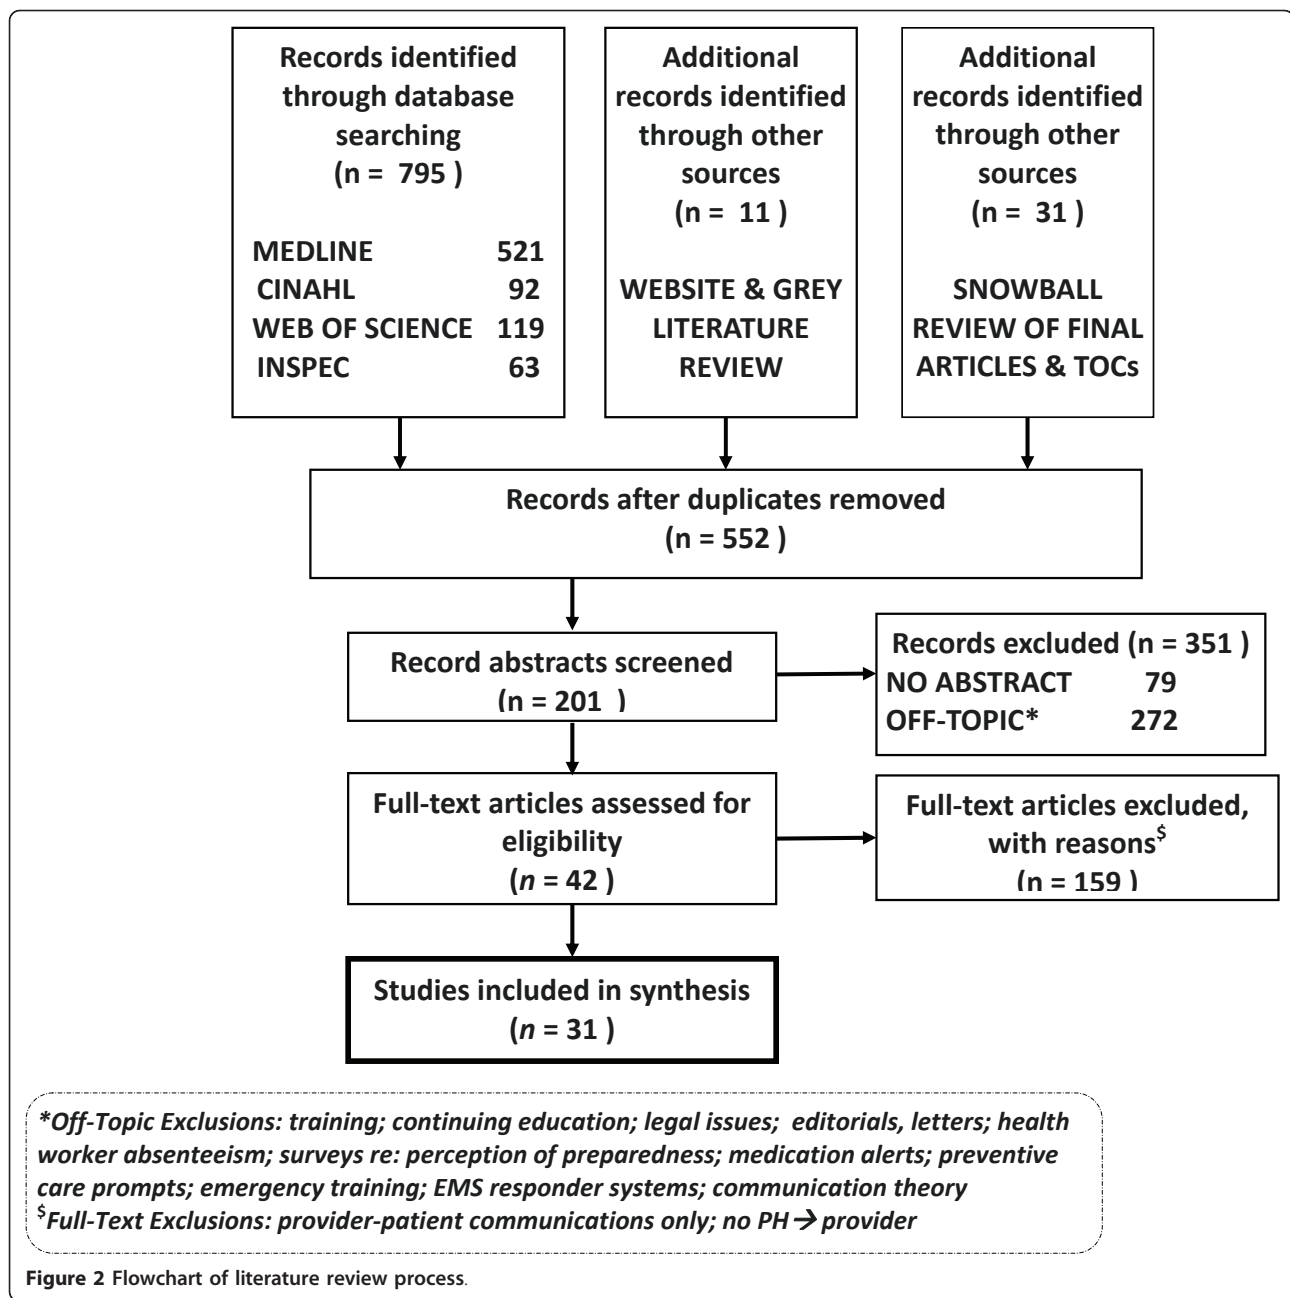 Records identified
through database
searching
(n = 795 )
MEDLINE 521
CINAHL 92
WEB OF SCIENCE 119
INSPEC 63
Additional
records identified
through other
sources
(n = 11 )
WEBSITE & GREY
LITERATURE
REVIEW
Additional
records identified
through other
sources
(n = 31 )
SNOWBALL
REVIEW OF FINAL
ARTICLES & TOCs
Records after duplicates removed
(n = 552 )
Record abstracts screened
(n = 201 )
Records excluded (n = 351 )
NO ABSTRACT 79
OFF-TOPIC* 272
Full-text articles assessed for
eligibility
(n = 42 )
Full-text articles excluded,
with reasons$
(n = 159 )
Studies included in synthesis
(n = 31 )
*Off-Topic Exclusions: training; continuing education; legal issues; editorials, letters; health
worker absenteeism; surveys re: perception of preparedness; medication alerts; preventive
care prompts; emergency training; EMS responder systems; communication theory
$Full-Text Exclusions: provider-patient communications only; no PH → provider
Figure 2 Flowchart of literature review process.